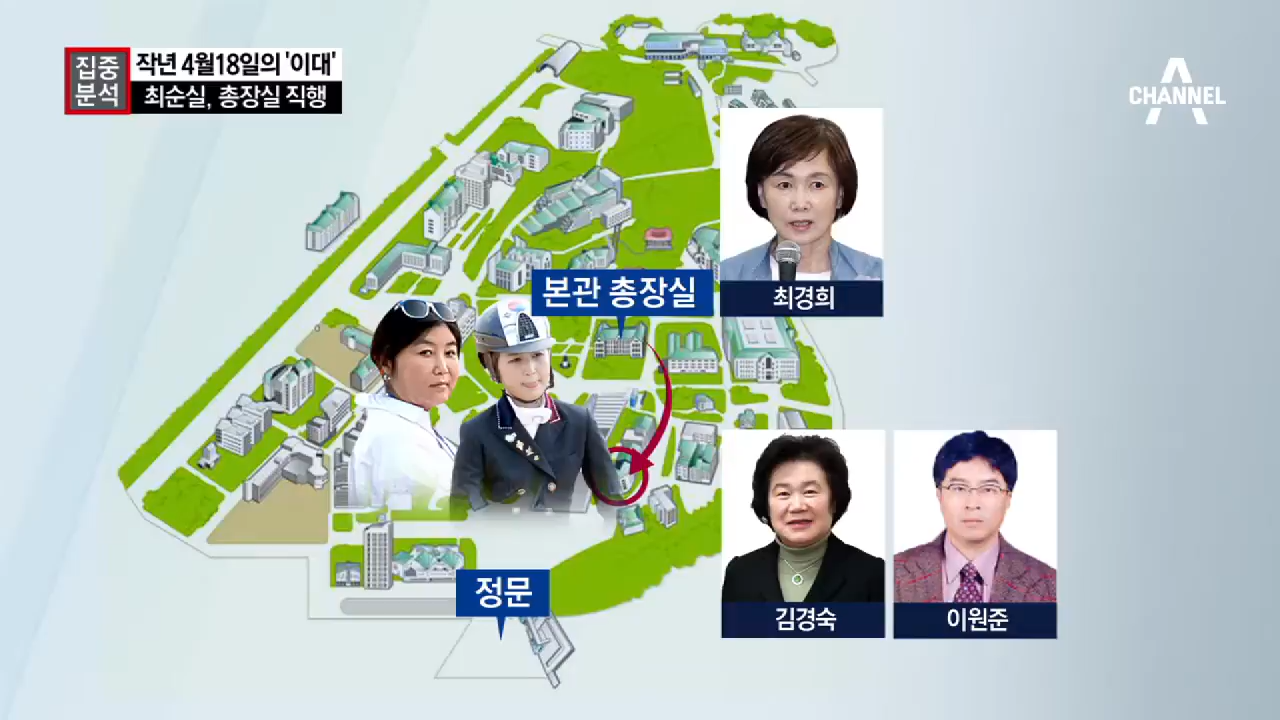 집중
분석
작년 4월18일의 '이대'
최순실, 총장실 직행
CHANNEL A
본관 총장실
최경희
정문
김경숙
이원준